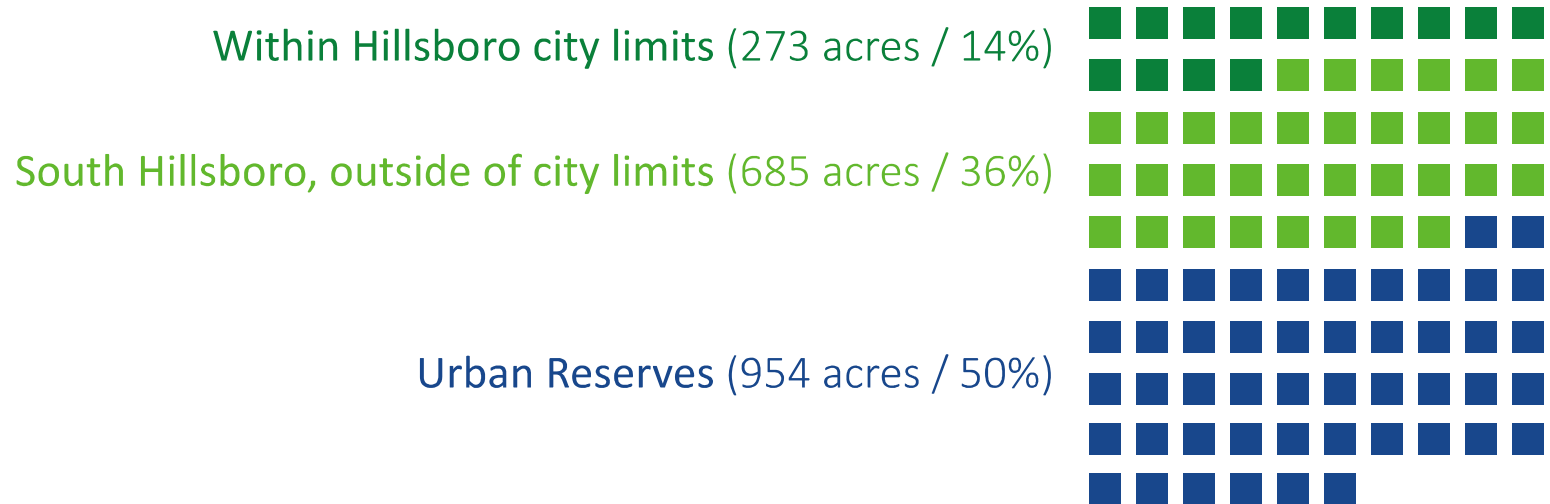 Within Hillsboro city limits (273 acres / 14%)
South Hillsboro, outside of city limits (685 acres / 36%)
Urban Reserves (954 acres / 50%)